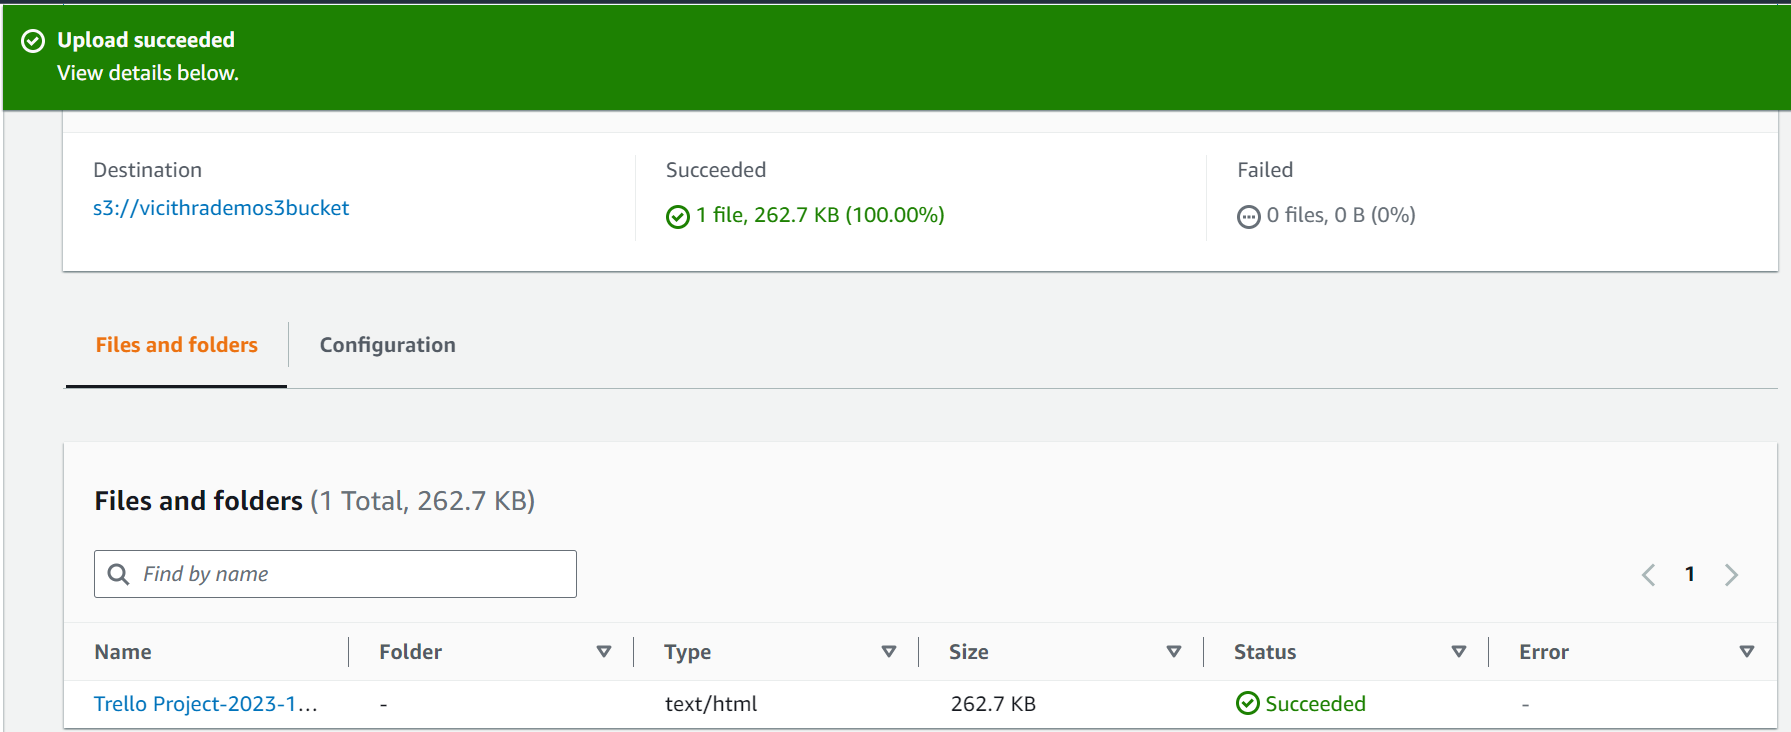 Upload succeeded
View details below.
Destination Succeeded Failed
s3://vicithrademos3bucket 1 file, 262.7 KB (100.00%) 0 files, 0 B (0%)
Files and folders Configuration
Files and folders (1 Total, 262.7 KB)
Find by name 1
Name Folder Type Size Status Error
Trello Project-2023-1... - text/html 262.7 KB Succeeded -